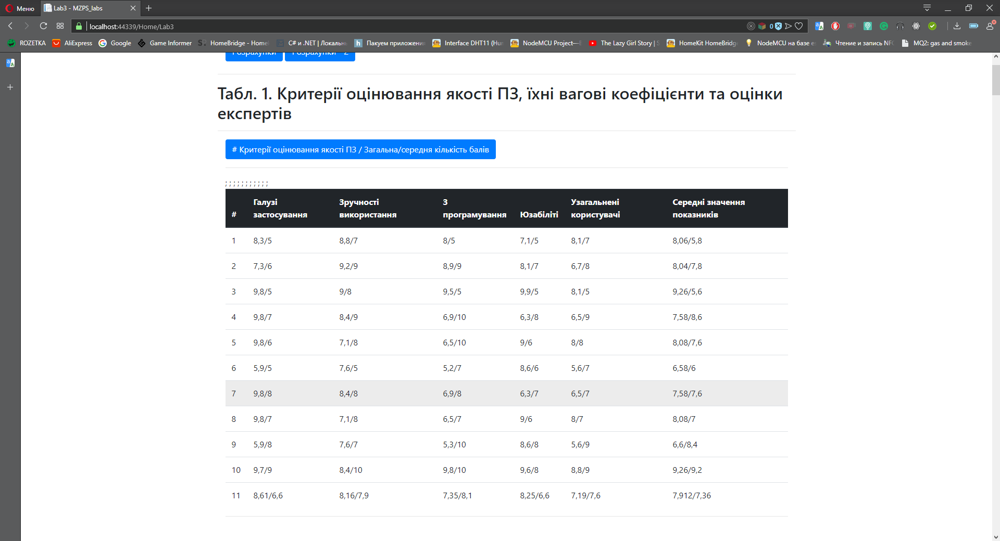 Меню
Lab3 - MZPS_labs
localhost:44339/Home/Lab3
0
ROZETKA
AliExpress
Google
Game Informer
HomeBridge - Home
C# и .NET | Локаль
Пакуем приложения
Interface DHT11 (Hu
NodeMCU Project—
The Lazy Girl Story |
HomeKit HomeBridg
NodeMCU на базе e
Чтение и запись NF
MQ2: gas and smoke
Розрахунки
Розрахунки - 2
Табл. 1. Критерії оцінювання якості ПЗ, їхні вагові коефіцієнти та оцінки
експертів
# Критерії оцінювання якості ПЗ / Загальна/середня кількість балів
; ; ; ; ; ; ; ; ; ; ;
# Галузі застосування Зручності використання З програмування Юзабіліті Узагальнені користувачі Середні значення показників
1 8,3/5 8,8/7 8/5 7,1/5 8,1/7 8,06/5,8
2 7,3/6 9,2/9 8,9/9 8,1/7 6,7/8 8,04/7,8
3 9,8/5 9/8 9,5/5 9,9/5 8,1/5 9,26/5,6
4 9,8/7 8,4/9 6,9/10 6,3/8 6,5/9 7,58/8,6
5 9,8/6 7,1/8 6,5/10 9/6 8/8 8,08/7,6
6 5,9/5 7,6/5 5,2/7 8,6/6 5,6/7 6,58/6
7 9,8/8 8,4/8 6,9/8 6,3/7 6,5/7 7,58/7,6
8 9,8/7 7,1/8 6,5/7 9/6 8/7 8,08/7
9 5,9/8 7,6/7 5,3/10 8,6/8 5,6/9 6,6/8,4
10 9,7/9 8,4/10 9,8/10 9,6/8 8,8/9 9,26/9,2
11 8,61/6,6 8,16/7,9 7,35/8,1 8,25/6,6 7,19/7,6 7,912/7,36